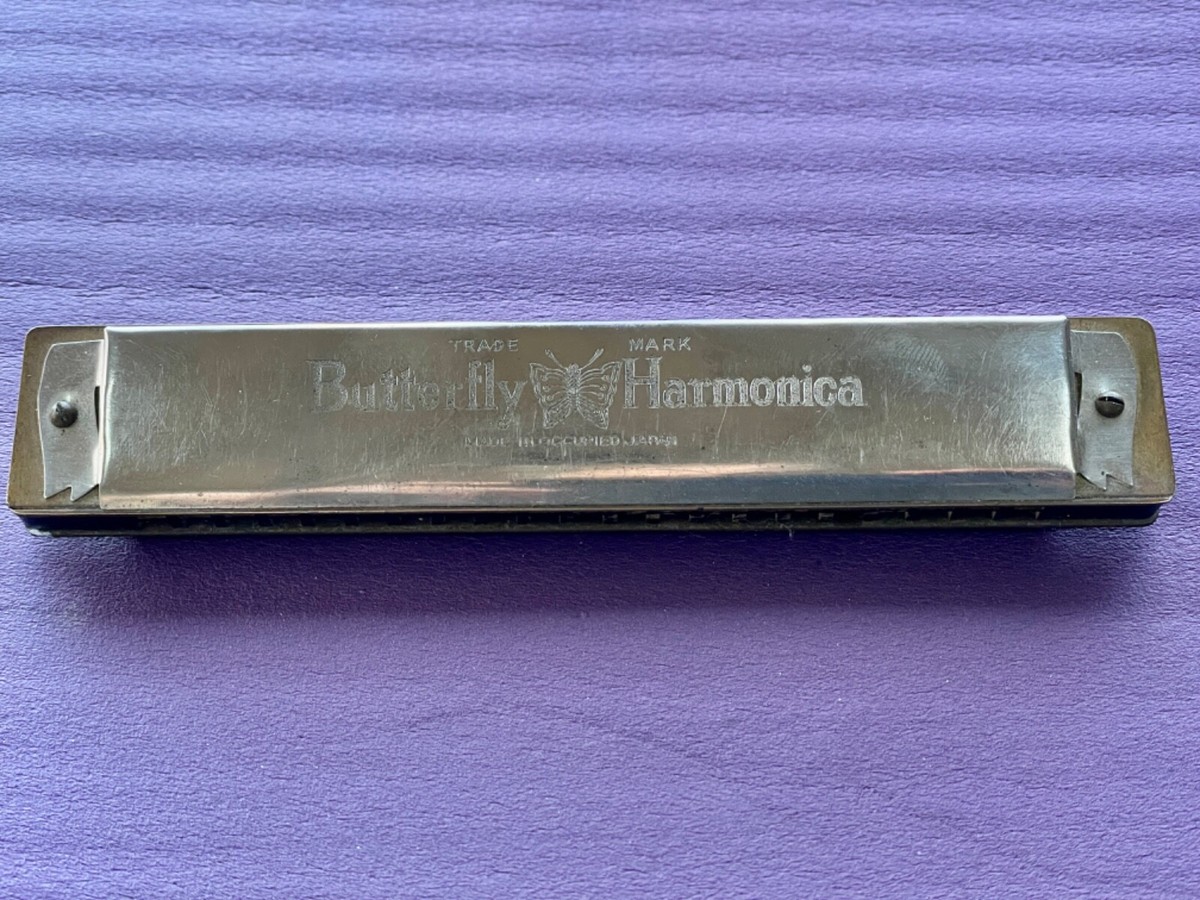 TRADE MARK
Butterfly Harmonica
MADE IN OCCUPIED JAPAN